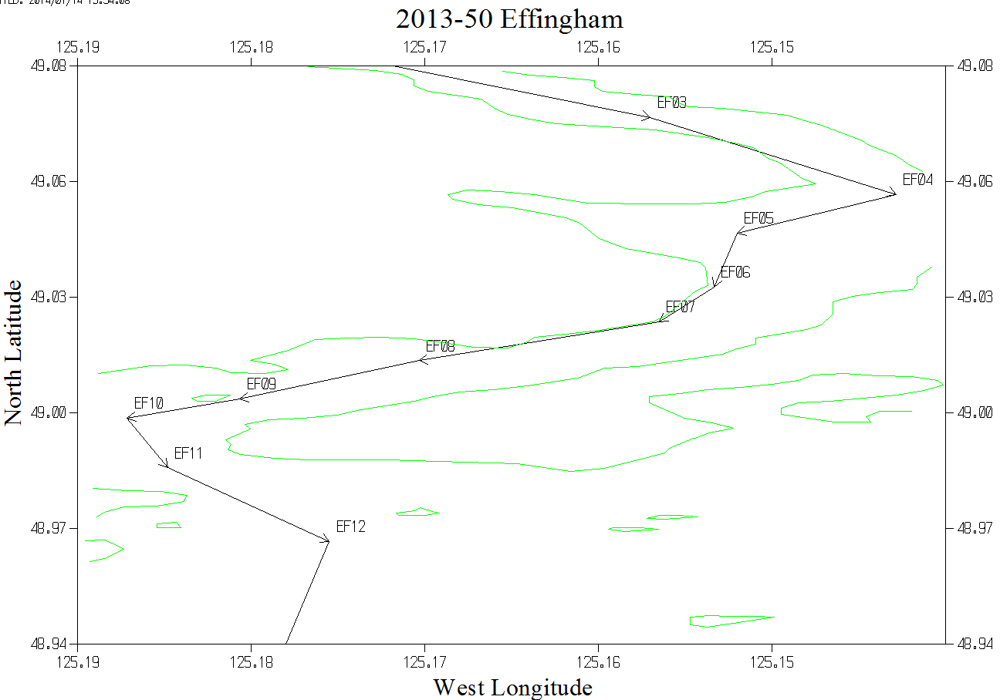 2014/01/14
2013-50 Effingham
125.19 125.18 125.17 125.16 125.15
49.08 49.08
EF03
49.06 EF04 49.06
EF05
EF06
49.03 49.03
EF07
EF08
EF09
EF10
49.00 49.00
EF11
48.97 EF12 48.97
48.94 48.94
125.19 125.18 125.17 125.16 125.15
West Longitude
North Latitude